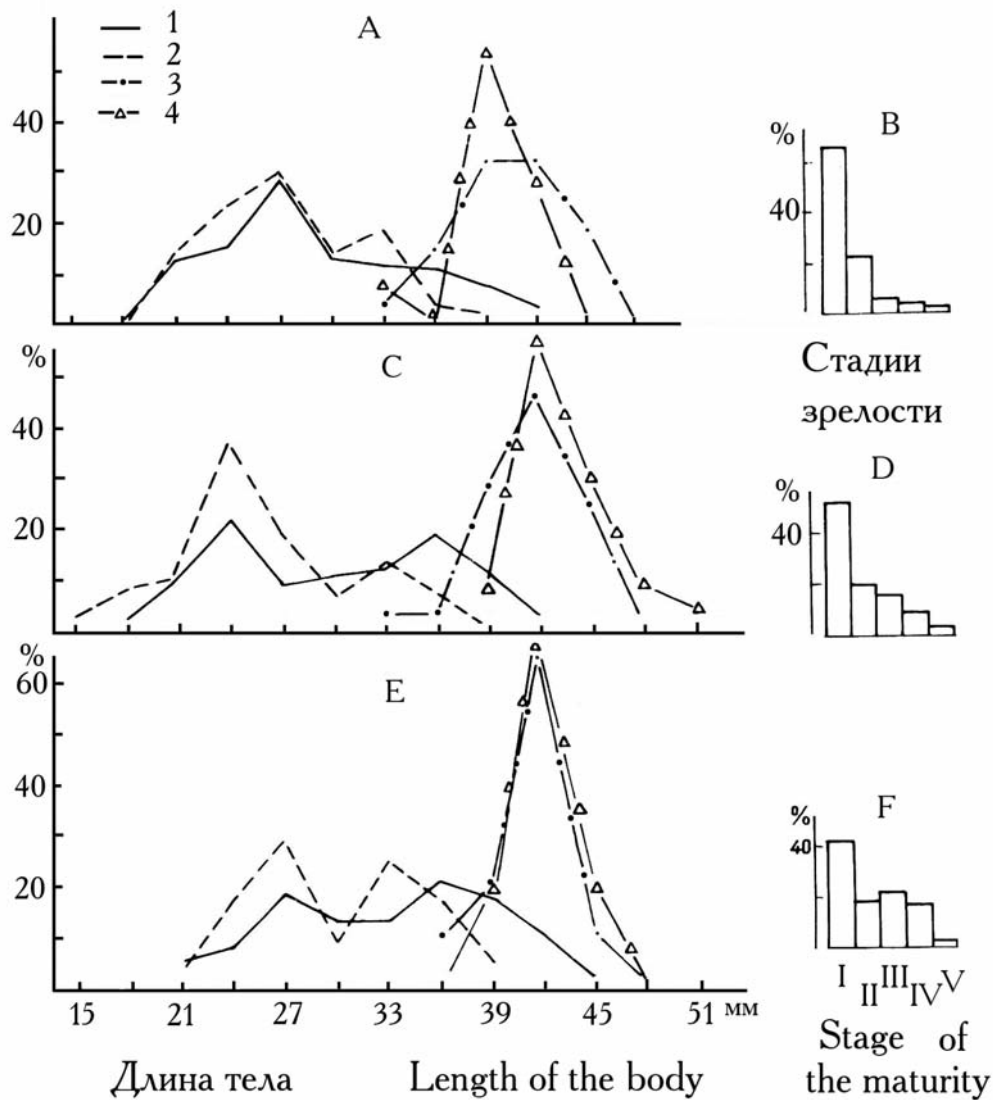 A
1
2
3
4
40
20
%
B
40
Стадии
зрелости
%
C
40
20
%
D
40
%
E
60
40
20
%
F
40
I II III IV V
15 21 27 33 39 45 51 мм
Stage of
the maturity
Длина тела Length of the body